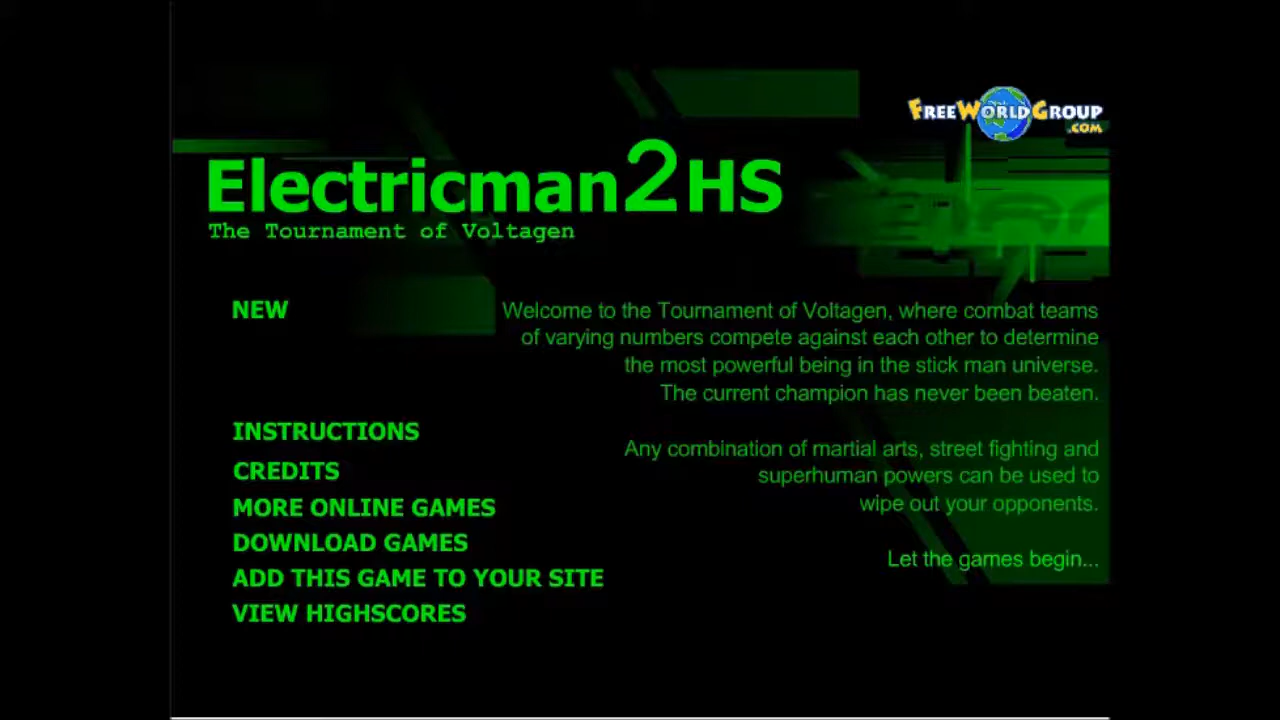 FreeWorldGroup
.com
Electricman2HS
The Tournament of Voltagen
NEW
Welcome to the Tournament of Voltagen, where combat teams
of varying numbers compete against each other to determine
the most powerful being in the stick man universe.
The current champion has never been beaten.
Any combination of martial arts, street fighting and
superhuman powers can be used to
wipe out your opponents.
Let the games begin...
INSTRUCTIONS
CREDITS
MORE ONLINE GAMES
DOWNLOAD GAMES
ADD THIS GAME TO YOUR SITE
VIEW HIGHSCORES